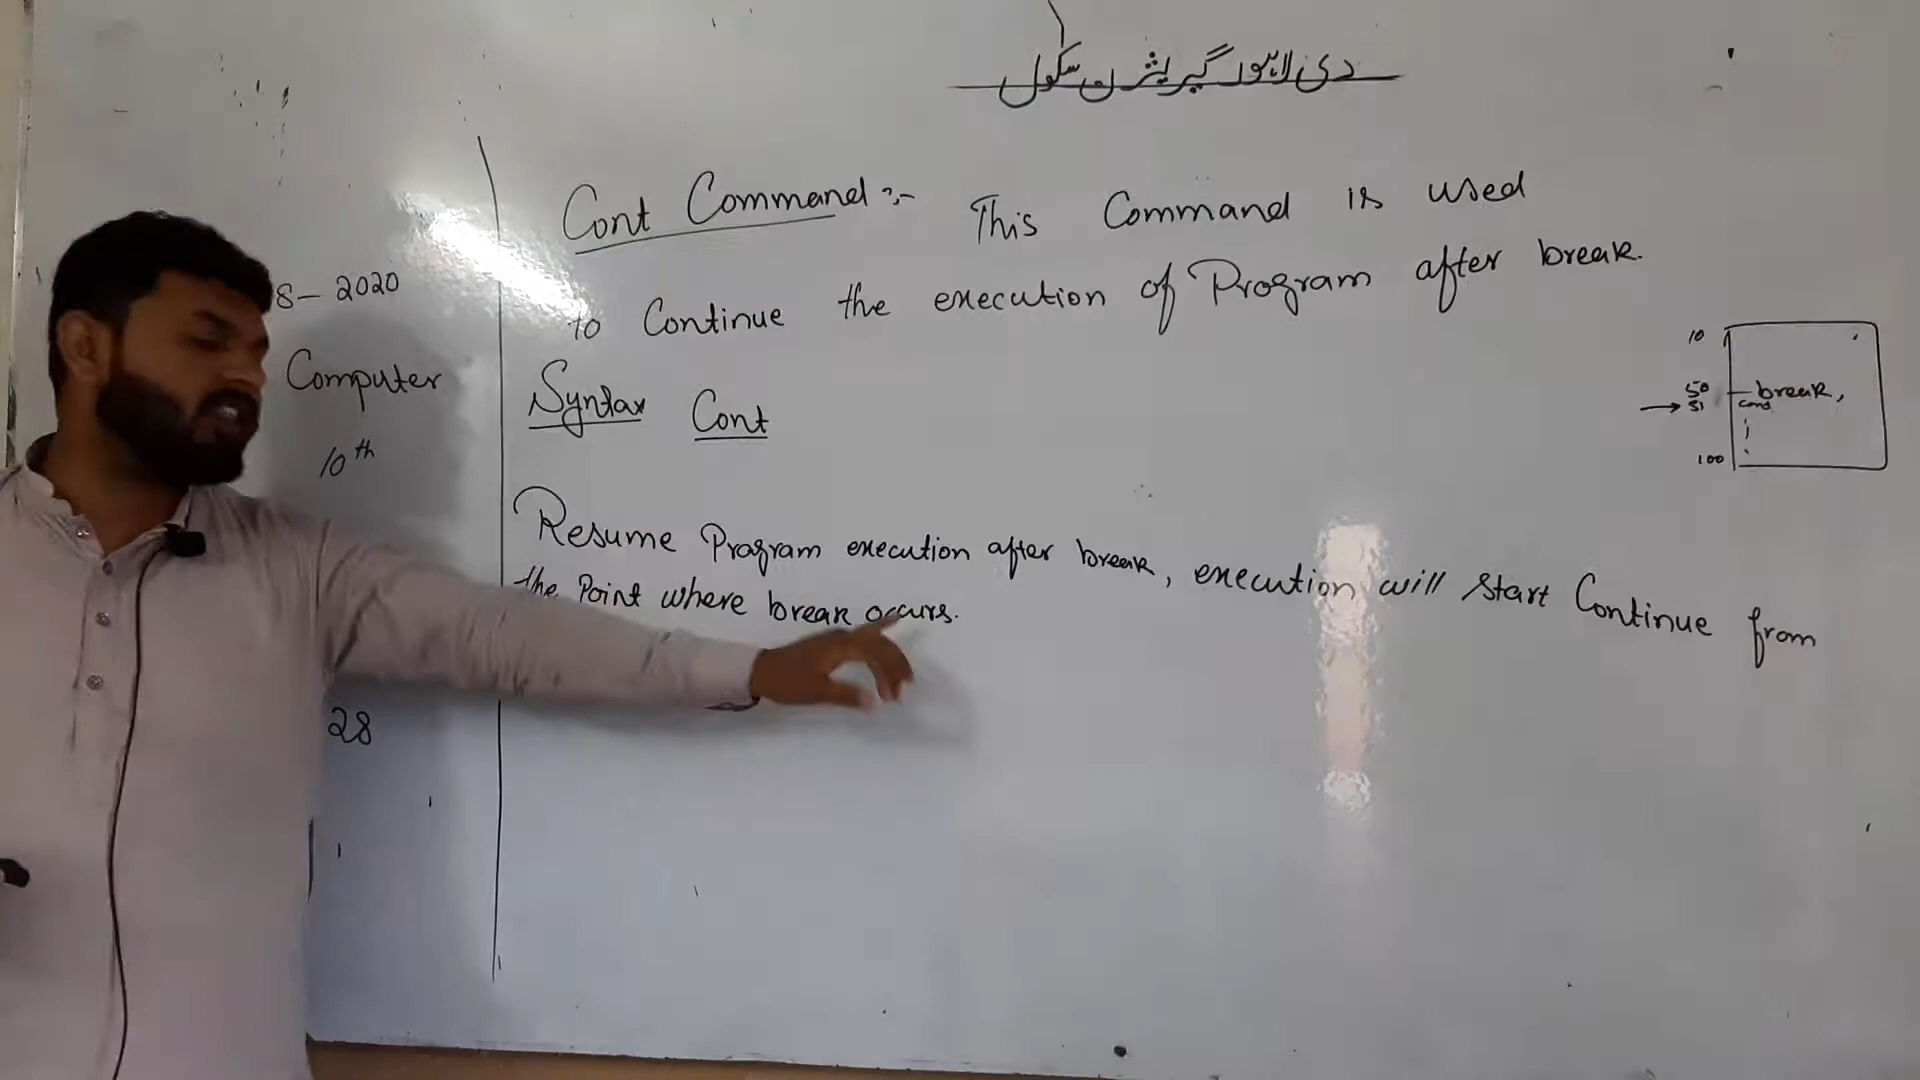 دی لاہور گیریژن سکول
8-2020
Computer
10th
28
Cont Command:- This Command is used
to Continue the execution of Program after break.
Syntax Cont
Resume Program execution after break, execution will start Continue from
the Point where break occurs.
10
50 break,
51 Cont
100